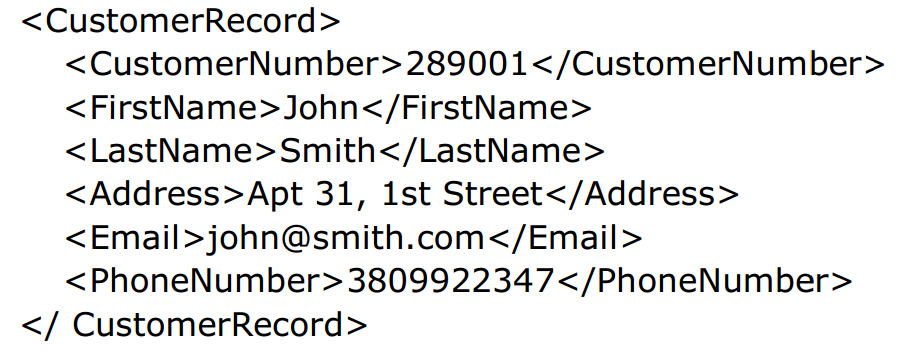 <CustomerRecord>
<CustomerNumber>289001</CustomerNumber>
<FirstName>John</FirstName>
<LastName>Smith</LastName>
<Address>Apt 31, 1st Street</Address>
<Email>john@smith.com</Email>
<PhoneNumber>3809922347</PhoneNumber>
</ CustomerRecord>